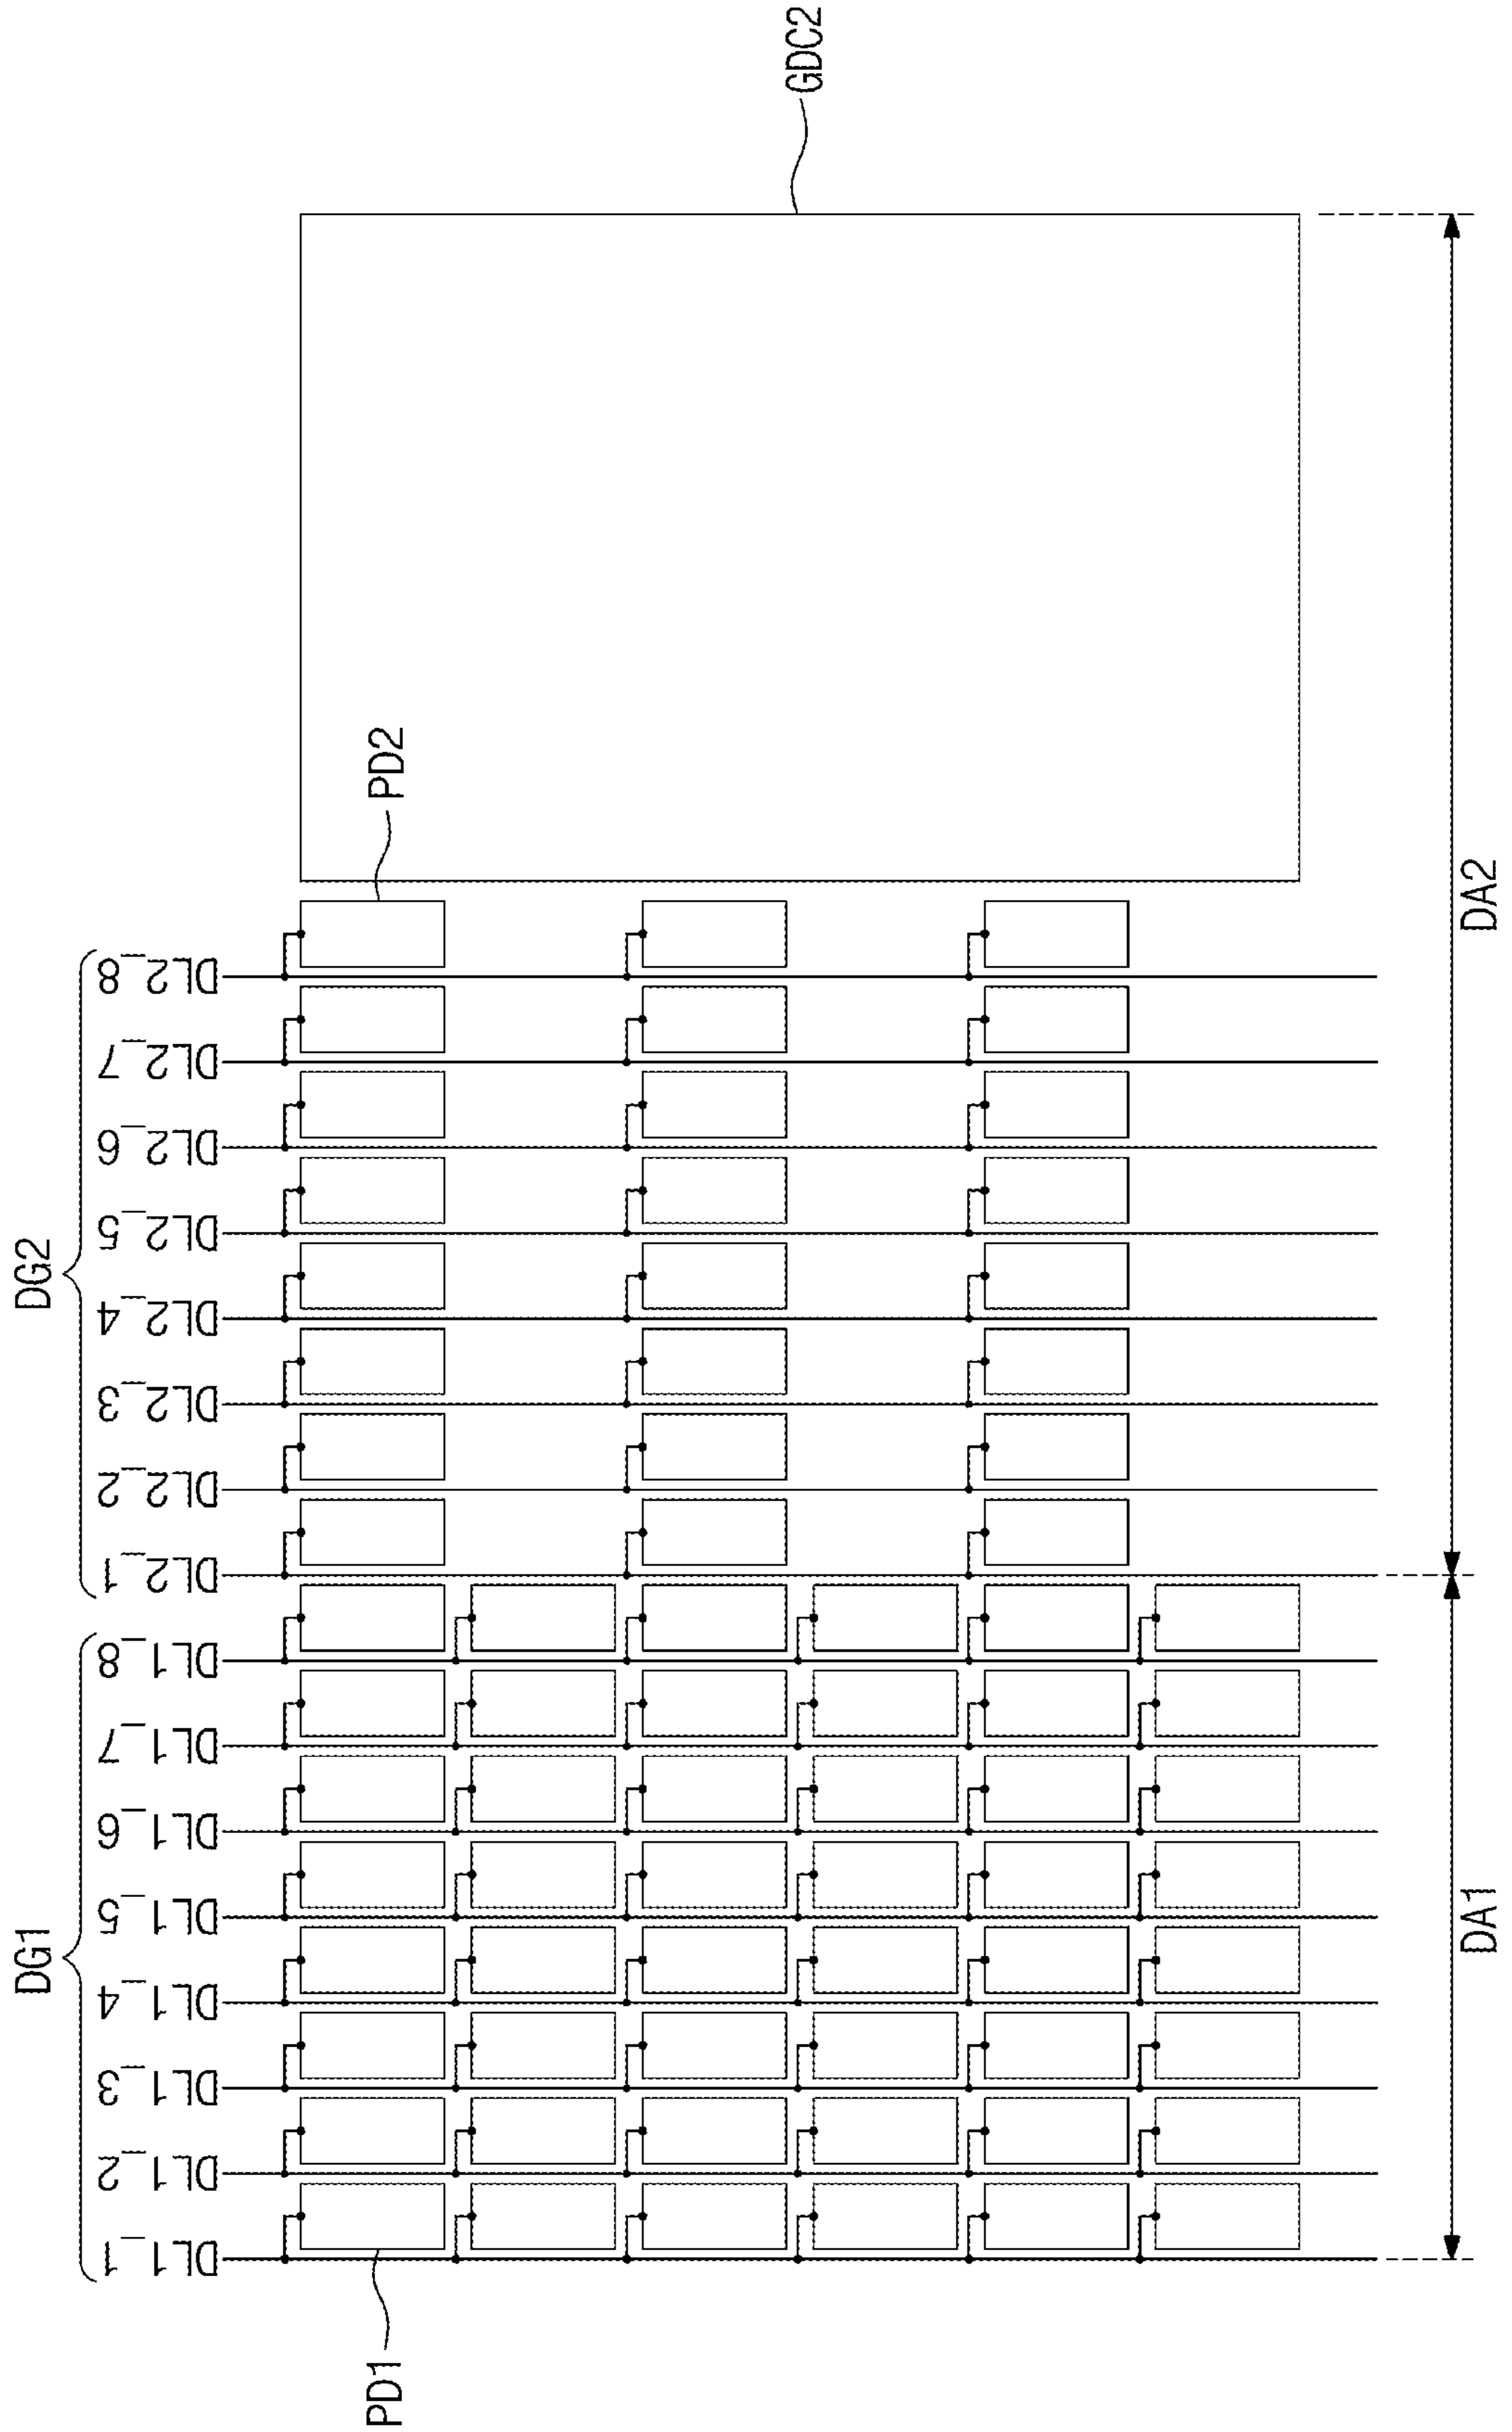 DG1
DG2
DL1_1
DL1_2
DL1_3
DL1_4
DL1_5
DL1_6
DL1_7
DL1_8
DL2_1
DL2_2
DL2_3
DL2_4
DL2_5
DL2_6
DL2_7
DL2_8
PD1
PD2
GDC2
DA1
DA2